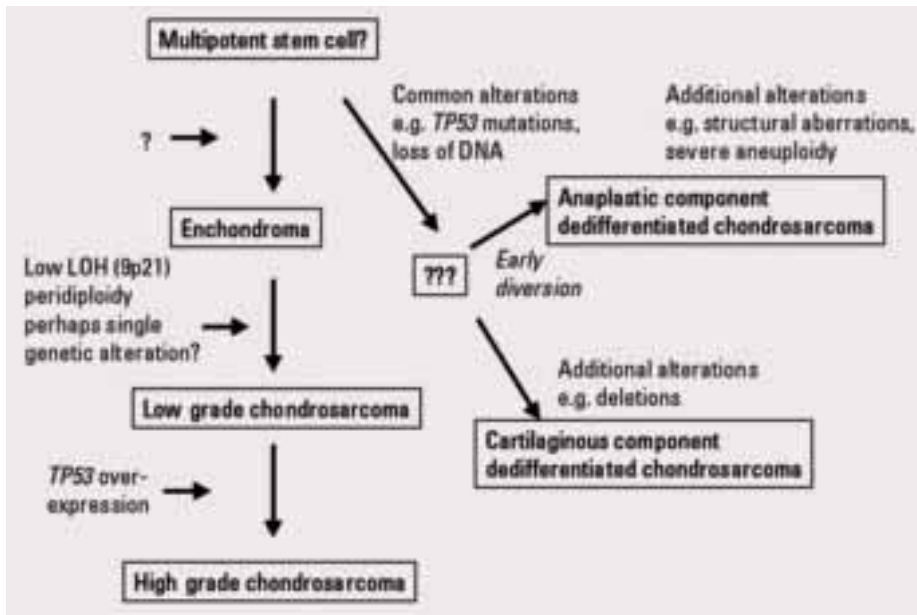 Multipotent stem cell?
Common alterations
e.g. TP53 mutations,
loss of DNA
Additional alterations
e.g. structural aberrations,
severe aneuploidy
?
Anaplastic component
dedifferentiated chondrosarcoma
Enchondroma
???
Early
diversion
Low LOH (9p21)
peridiploidy
perhaps single
genetic alteration?
Additional alterations
e.g. deletions
Low grade chondrosarcoma
Cartilaginous component
dedifferentiated chondrosarcoma
TP53 over-
expression
High grade chondrosarcoma